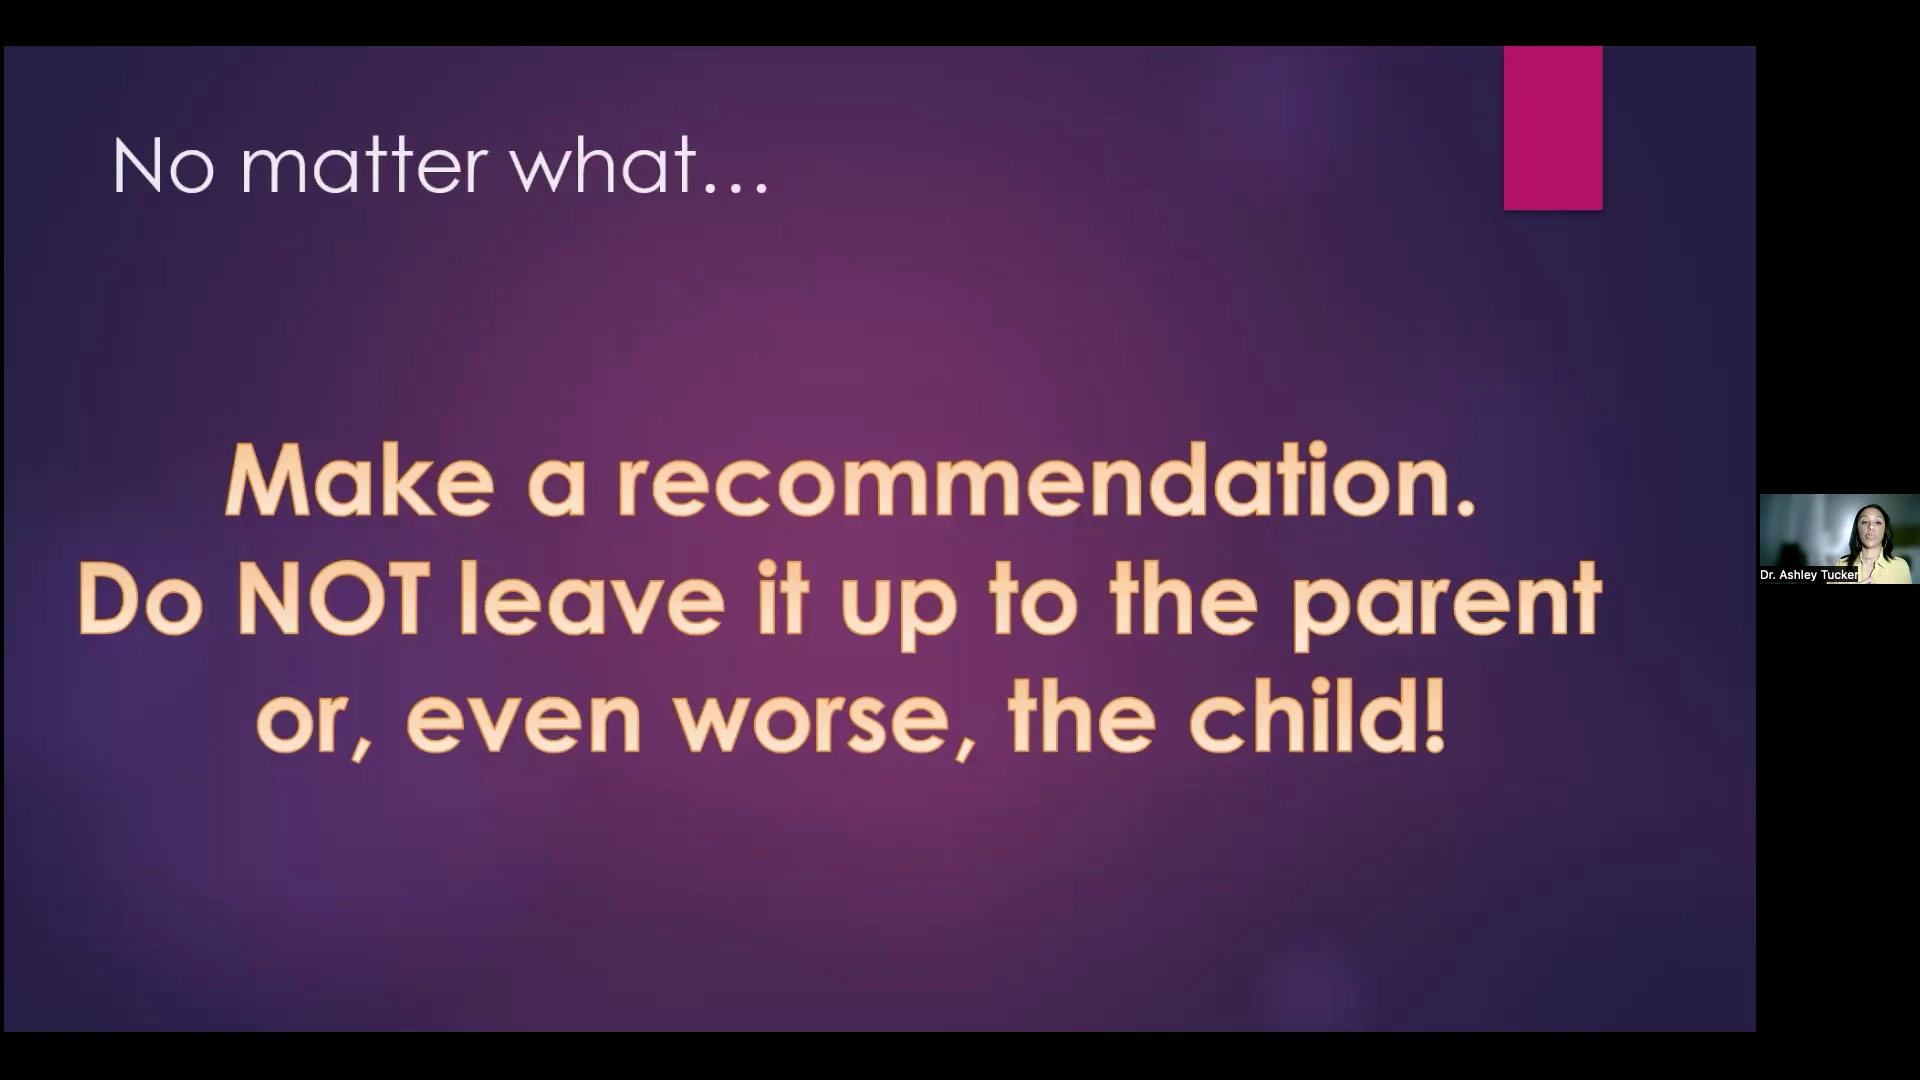 No matter what...
Make a recommendation.
Do NOT leave it up to the parent
or, even worse, the child!
Dr. Ashley Tucker